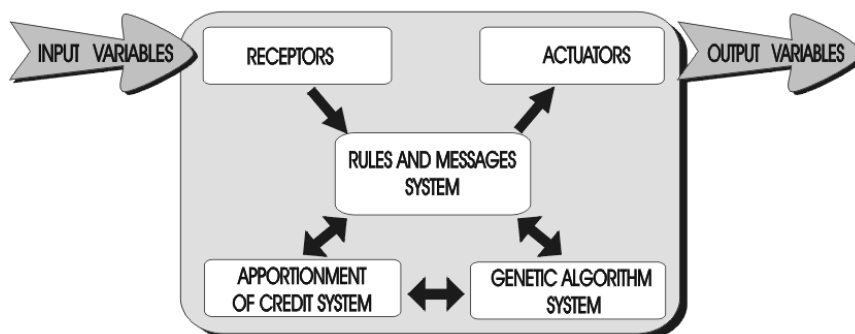 INPUT VARIABLES
RECEPTORS
ACTUATORS
OUTPUT VARIABLES
RULES AND MESSAGES
SYSTEM
APPORTIONMENT
OF CREDIT SYSTEM
GENETIC ALGORITHM
SYSTEM